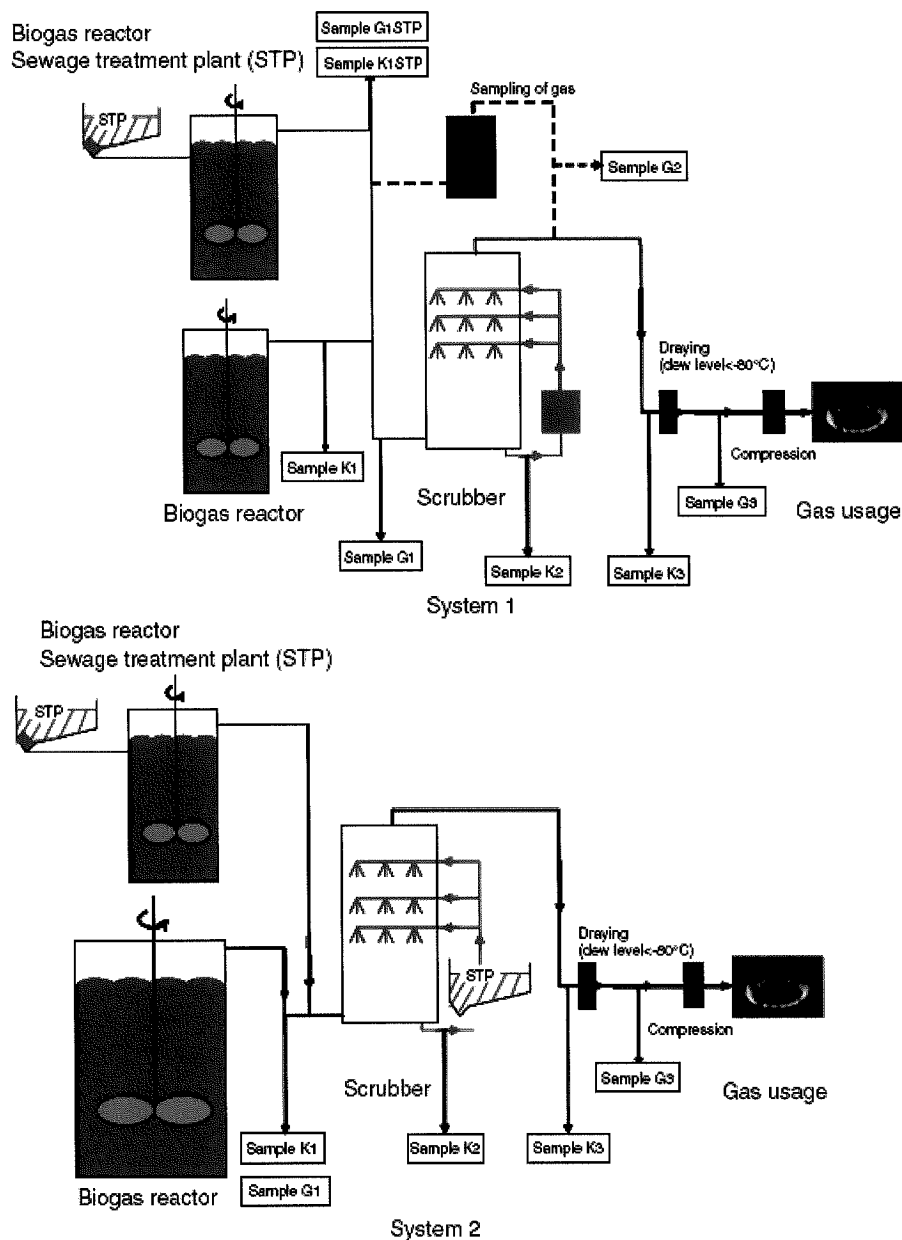 Biogas reactor
Sewage treatment plant (STP)
Sample G1STP
Sample K1STP
STP
Sampling of gas
Sample G2
Draying
(dew level<-80°C)
Sample K1
Compression
Scrubber
Sample G3
Gas usage
Biogas reactor
Sample G1
Sample K2
Sample K3
System 1
Biogas reactor
Sewage treatment plant (STP)
STP
Draying
(dew level<-80°C)
STP
Compression
Scrubber
Sample G3
Gas usage
Sample K1
Sample K2
Sample K3
Sample G1
Biogas reactor
System 2